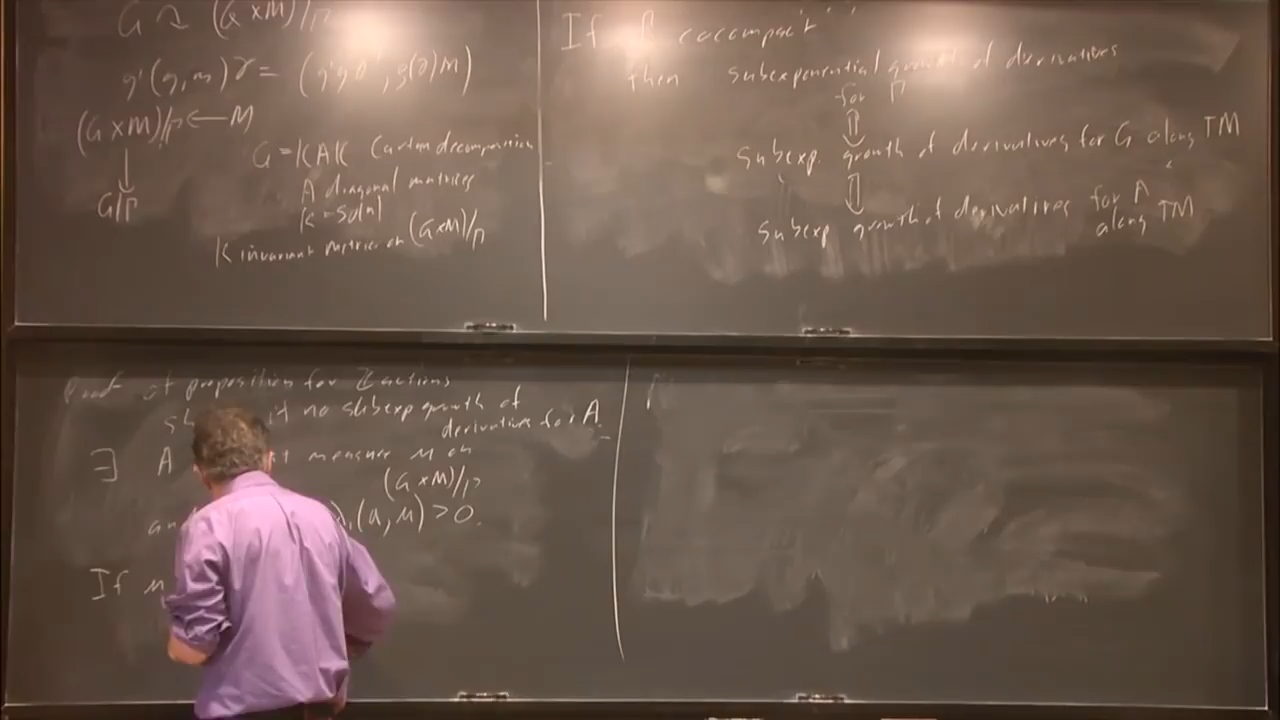 G ↷ (G×M)/Γ
g'(g,m)γ = (g'gγ⁻¹, ρ(γ)m)
(G×M)/Γ ← M
↓
G/Γ
G = KAK Cartan decomposition
A diagonal matrices
K = SO(n)
K invariant metrics on (G×M)/Γ
If Γ cocompact
then subexponential growth of derivatives
for Γ
⇕
Subexp. growth of derivatives for G along TM
⇕
Subexp growth of derivatives for A
along TM
Proof of proposition for Z actions
no subexp growth of
derivatives for A.
∃ A measure μ on
(G×M)/Γ
(a, μ) > 0.
If μ